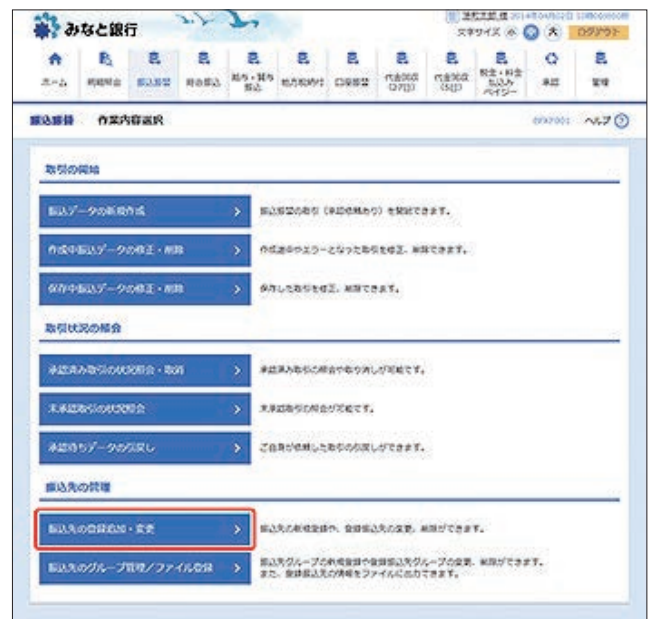 みなと銀行
文字サイズ 小 中 大 ログアウト
ホーム 明細照会 振込振替 総合振込 給与・賞与振込 地方税納付 口座振替 代金回収(27日) 代金回収(5日) 税金・料金払込みペイジー 承認 管理
振込振替 作業内容選択 ヘルプ
取引の開始
振込データの新規作成 振込振替の取引（承認依頼あり）を開始できます。
作成中振込データの修正・削除 作成途中やエラーとなった取引を修正、削除できます。
保存中振込データの修正・削除 保存した取引を修正、削除できます。
取引状況の照会
承認済み取引の状況照会・取消 承認済み取引の照会や取り消しが可能です。
未承認取引の状況照会 未承認取引の照会が可能です。
承認待ちデータの引戻し ご自身が依頼した取引の引戻しができます。
振込先の管理
振込先の登録追加・変更 振込先の新規登録や、登録振込先の変更、削除ができます。
振込先のグループ管理／ファイル登録 振込先グループの新規登録や登録振込先グループの変更、削除ができます。
また、登録振込先の情報をファイルに出力できます。